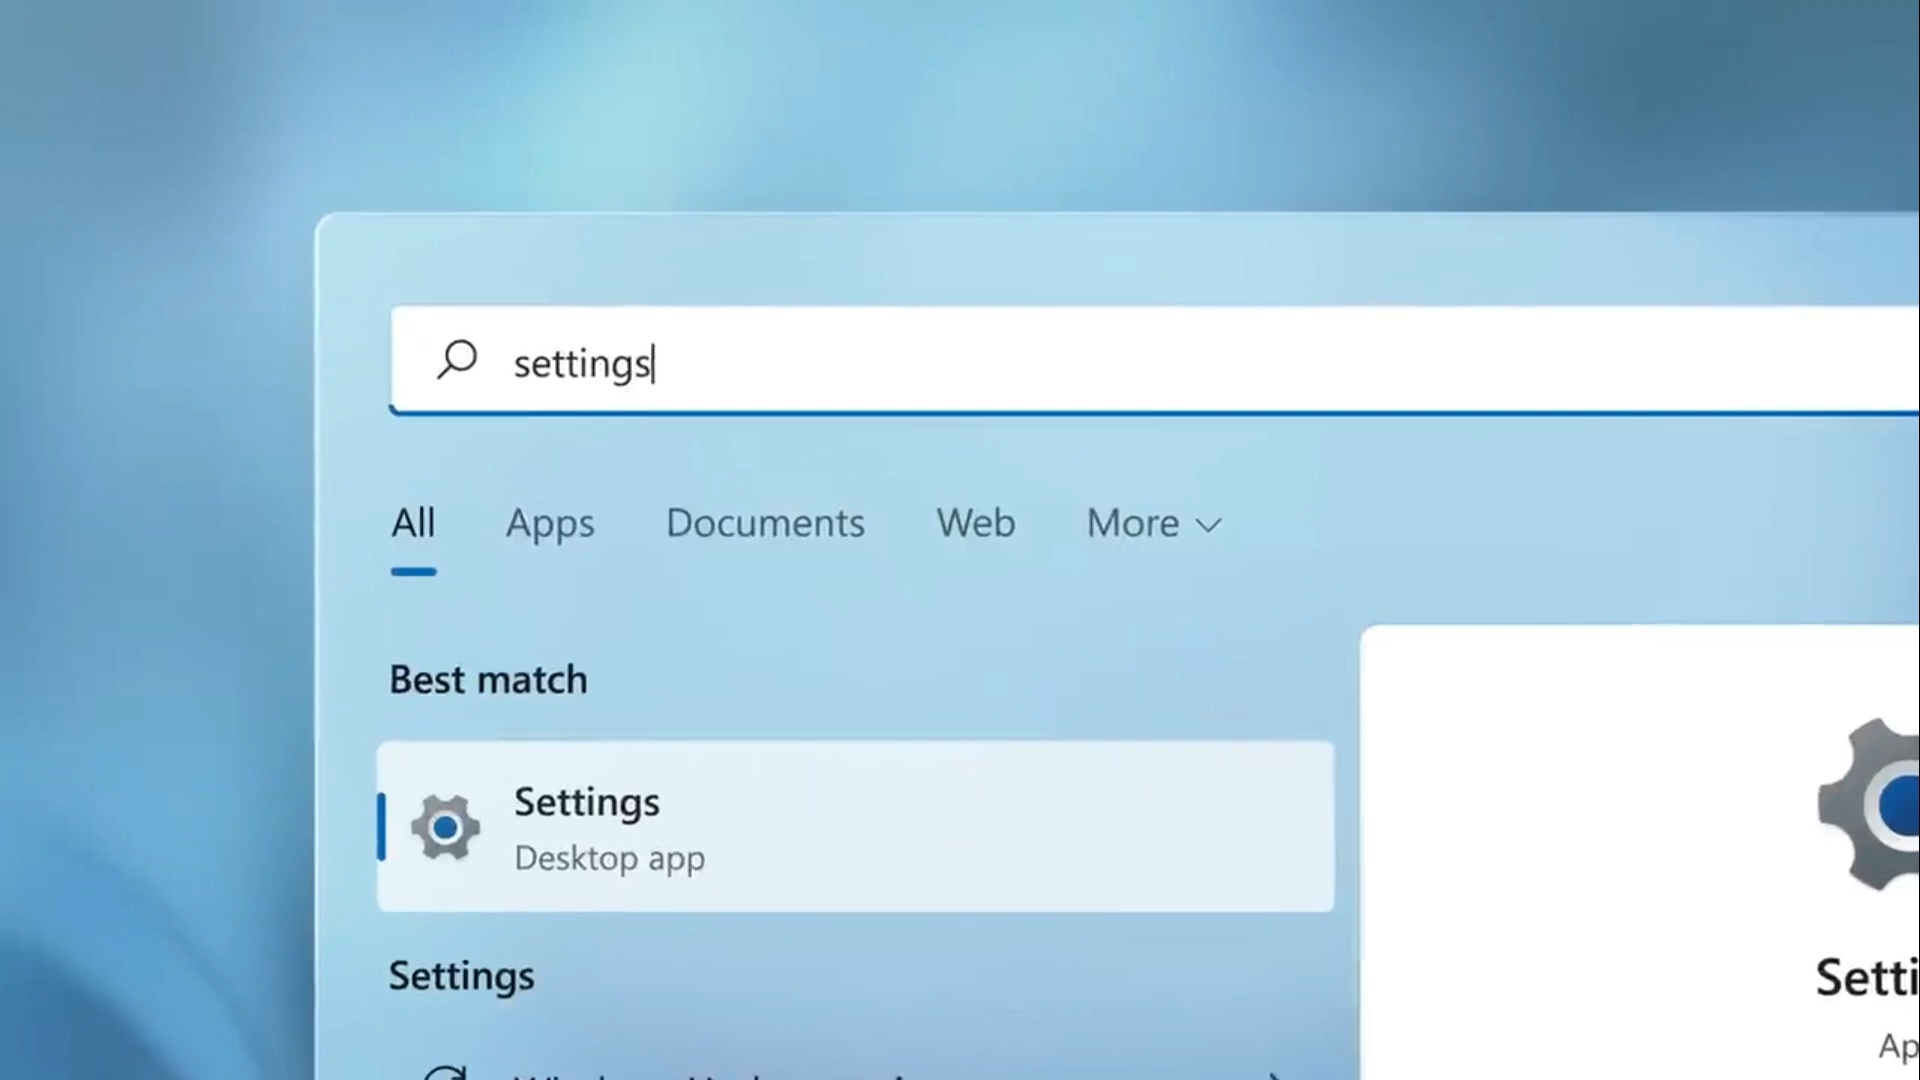 settings
All Apps Documents Web More
Best match
Settings
Desktop app
Settings
Setti
Ap